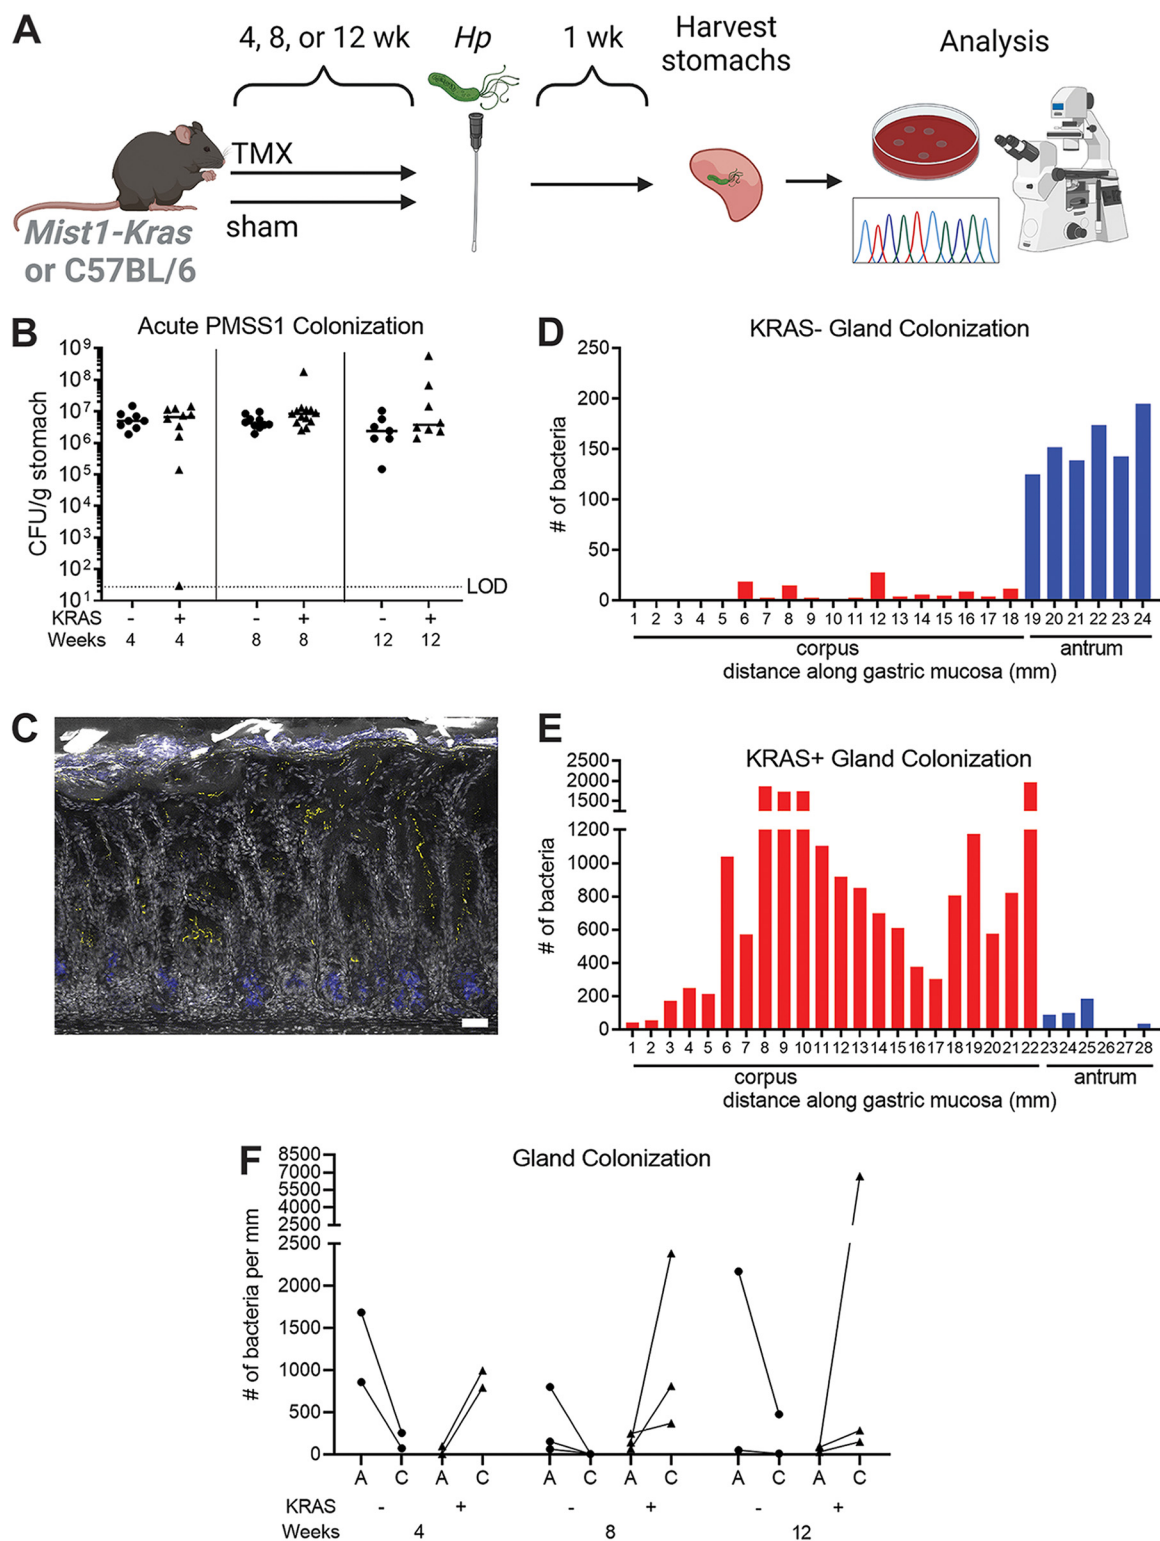 A
4, 8, or 12 wk
Hp
1 wk
Harvest
stomachs
Analysis
TMX
sham
Mist1-Kras
or C57BL/6
B
Acute PMSS1 Colonization
CFU/g stomach
10⁹
10⁸
10⁷
10⁶
10⁵
10⁴
10³
10²
10¹
LOD
KRAS - + - + - +
Weeks 4 4 8 8 12 12
C
D
KRAS- Gland Colonization
# of bacteria
250
200
150
100
50
0
1 2 3 4 5 6 7 8 9 10 11 12 13 14 15 16 17 18 19 20 21 22 23 24
corpus antrum
distance along gastric mucosa (mm)
E
KRAS+ Gland Colonization
# of bacteria
2500
2000
1500
1200
1000
800
600
400
200
0
1 2 3 4 5 6 7 8 9 10 11 12 13 14 15 16 17 18 19 20 21 22 23 24 25 26 27 28
corpus antrum
distance along gastric mucosa (mm)
F
Gland Colonization
# of bacteria per mm
8500
7000
5500
4000
2500
2500
2000
1500
1000
500
0
A C A C A C A C A C A C
KRAS - + - + - +
Weeks 4 8 12